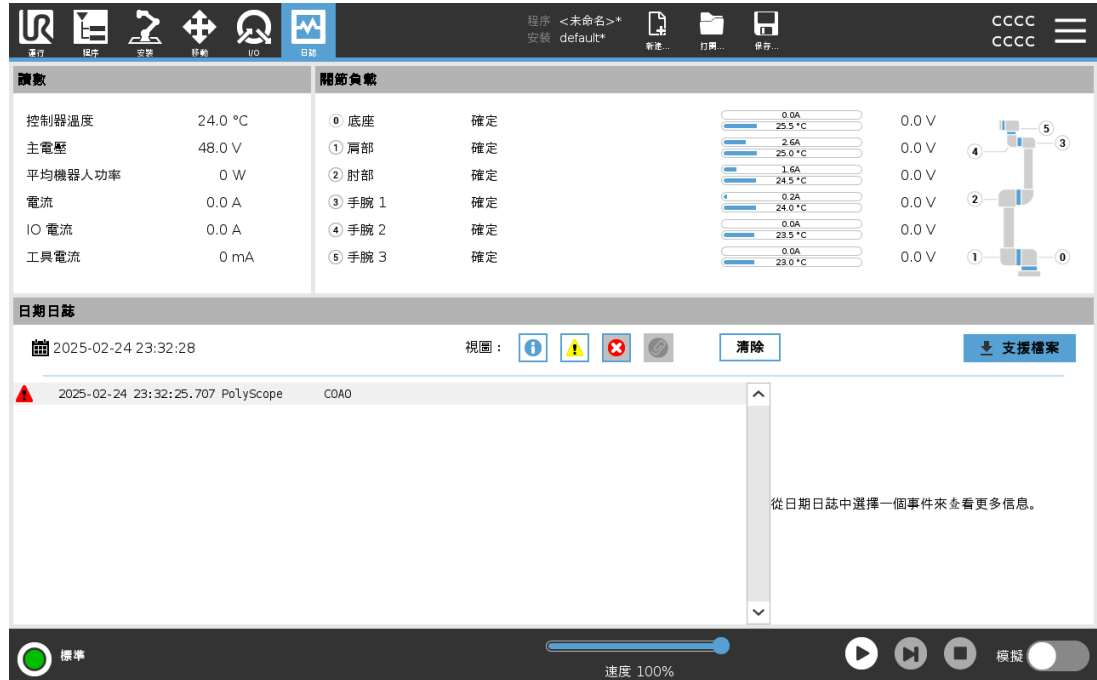 UR
運行 程序 安裝 移動 I/O 日誌
程序 <未命名>*
安裝 default*
新建... 打開... 保存...
CCCC
CCCC
讀數
關節負載
控制器溫度 24.0 °C
主電壓 48.0 V
平均機器人功率 0 W
電流 0.0 A
IO 電流 0.0 A
工具電流 0 mA
0 底座 確定 0.0A 25.5 °C 0.0 V
1 肩部 確定 2.6A 25.0 °C 0.0 V
2 肘部 確定 1.6A 24.5 °C 0.0 V
3 手腕 1 確定 0.2A 24.0 °C 0.0 V
4 手腕 2 確定 0.0A 23.5 °C 0.0 V
5 手腕 3 確定 0.0A 23.0 °C 0.0 V
5
4 3
2
1 0
日期日誌
2025-02-24 23:32:28 視圖： 清除 支援檔案
2025-02-24 23:32:25.707 PolyScope C0A0
從日期日誌中選擇一個事件來查看更多信息。
標準
速度 100%
模擬